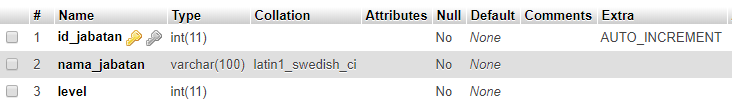 # Name Type Collation Attributes Null Default Comments Extra
1 id_jabatan int(11) No None AUTO_INCREMENT
2 nama_jabatan varchar(100) latin1_swedish_ci No None
3 level int(11) No None